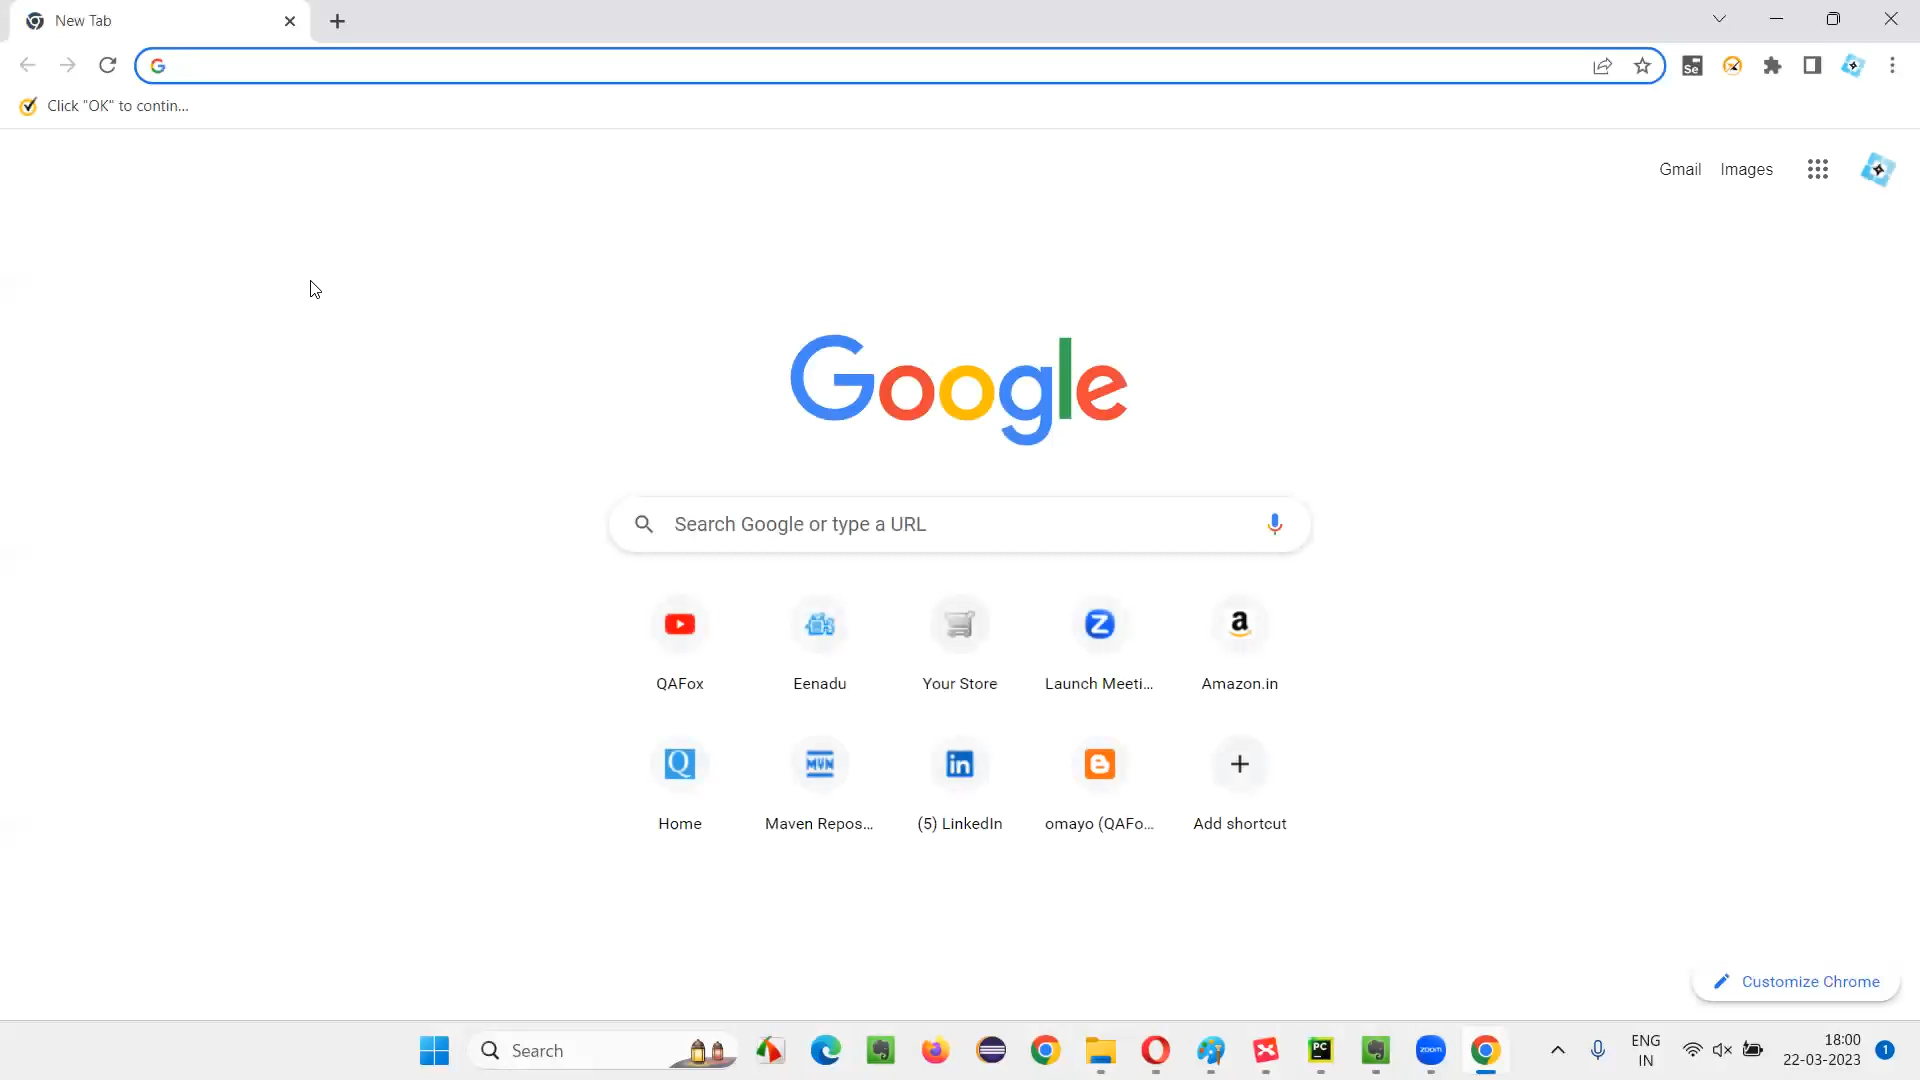 New Tab
Click "OK" to contin...
Gmail Images
Google
Search Google or type a URL
QAFox Eenadu Your Store Launch Meeti... Amazon.in
Home Maven Repos... (5) LinkedIn omayo (QAFo... Add shortcut
Customize Chrome
Search
ENG
IN
18:00
22-03-2023
1